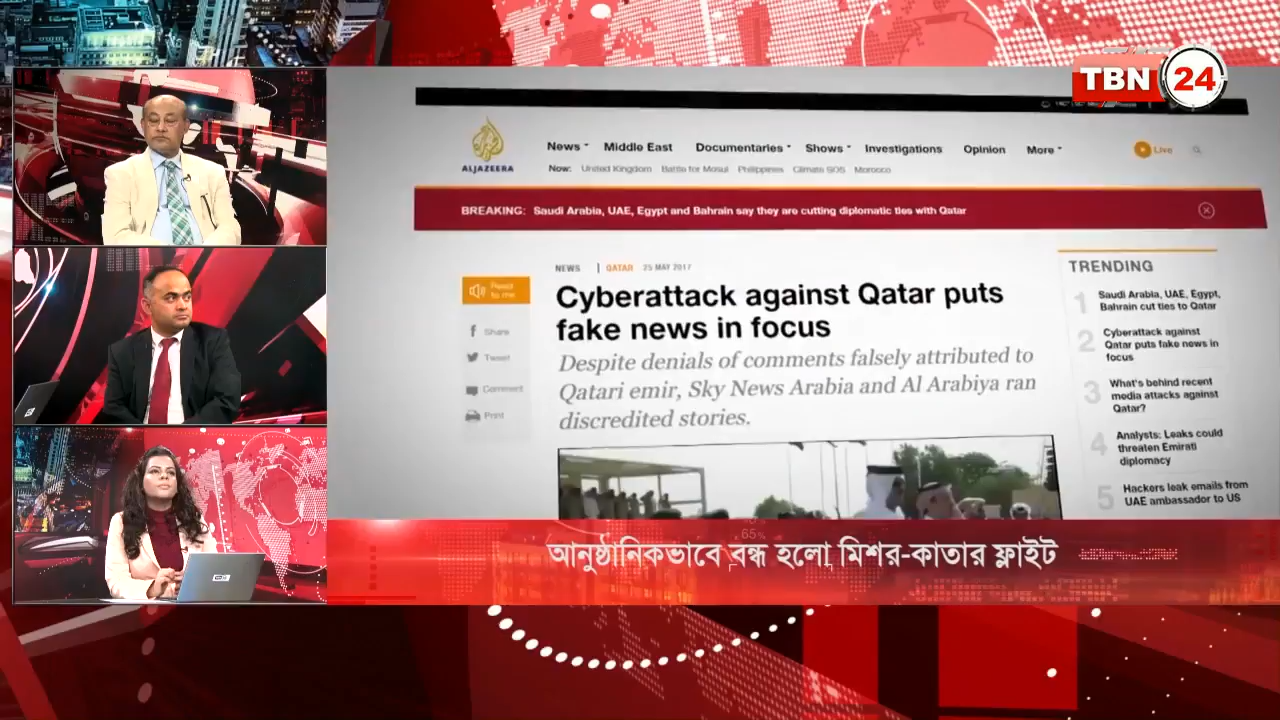 TBN 24
ALJAZEERA
News Middle East Documentaries Shows Investigations Opinion More Live
Now: United Kingdom Battle for Mosul Philippines Climate SOS Morocco
BREAKING: Saudi Arabia, UAE, Egypt and Bahrain say they are cutting diplomatic ties with Qatar
NEWS | QATAR 25 MAY 2017
Read
to me
Share
Tweet
Comment
Print
Cyberattack against Qatar puts
fake news in focus
Despite denials of comments falsely attributed to
Qatari emir, Sky News Arabia and Al Arabiya ran
discredited stories.
TRENDING
1 Saudi Arabia, UAE, Egypt,
Bahrain cut ties to Qatar
2 Cyberattack against
Qatar puts fake news in
focus
3 What's behind recent
media attacks against
Qatar?
4 Analysts: Leaks could
threaten Emirati
diplomacy
5 Hackers leak emails from
UAE ambassador to US
65%
আনুষ্ঠানিকভাবে বন্ধ হলো মিশর-কাতার ফ্লাইট